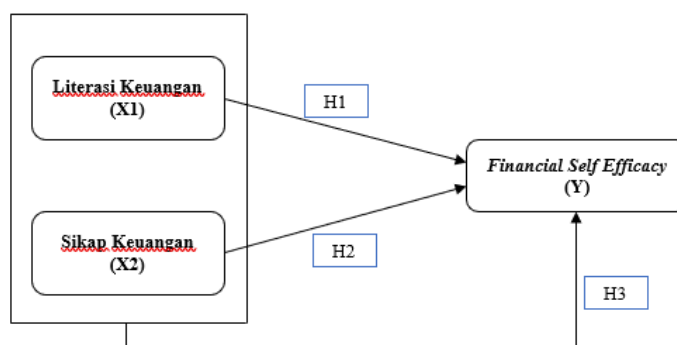 Literasi Keuangan
(X1)
H1
Financial Self Efficacy
(Y)
Sikap Keuangan
(X2)
H2
H3